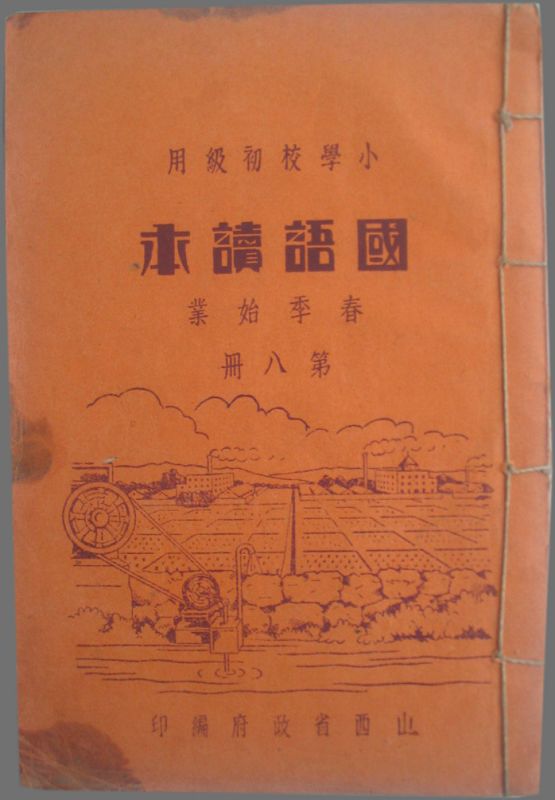 小學校初級用
國語讀本
春季始業
第八冊
山西省政府編印